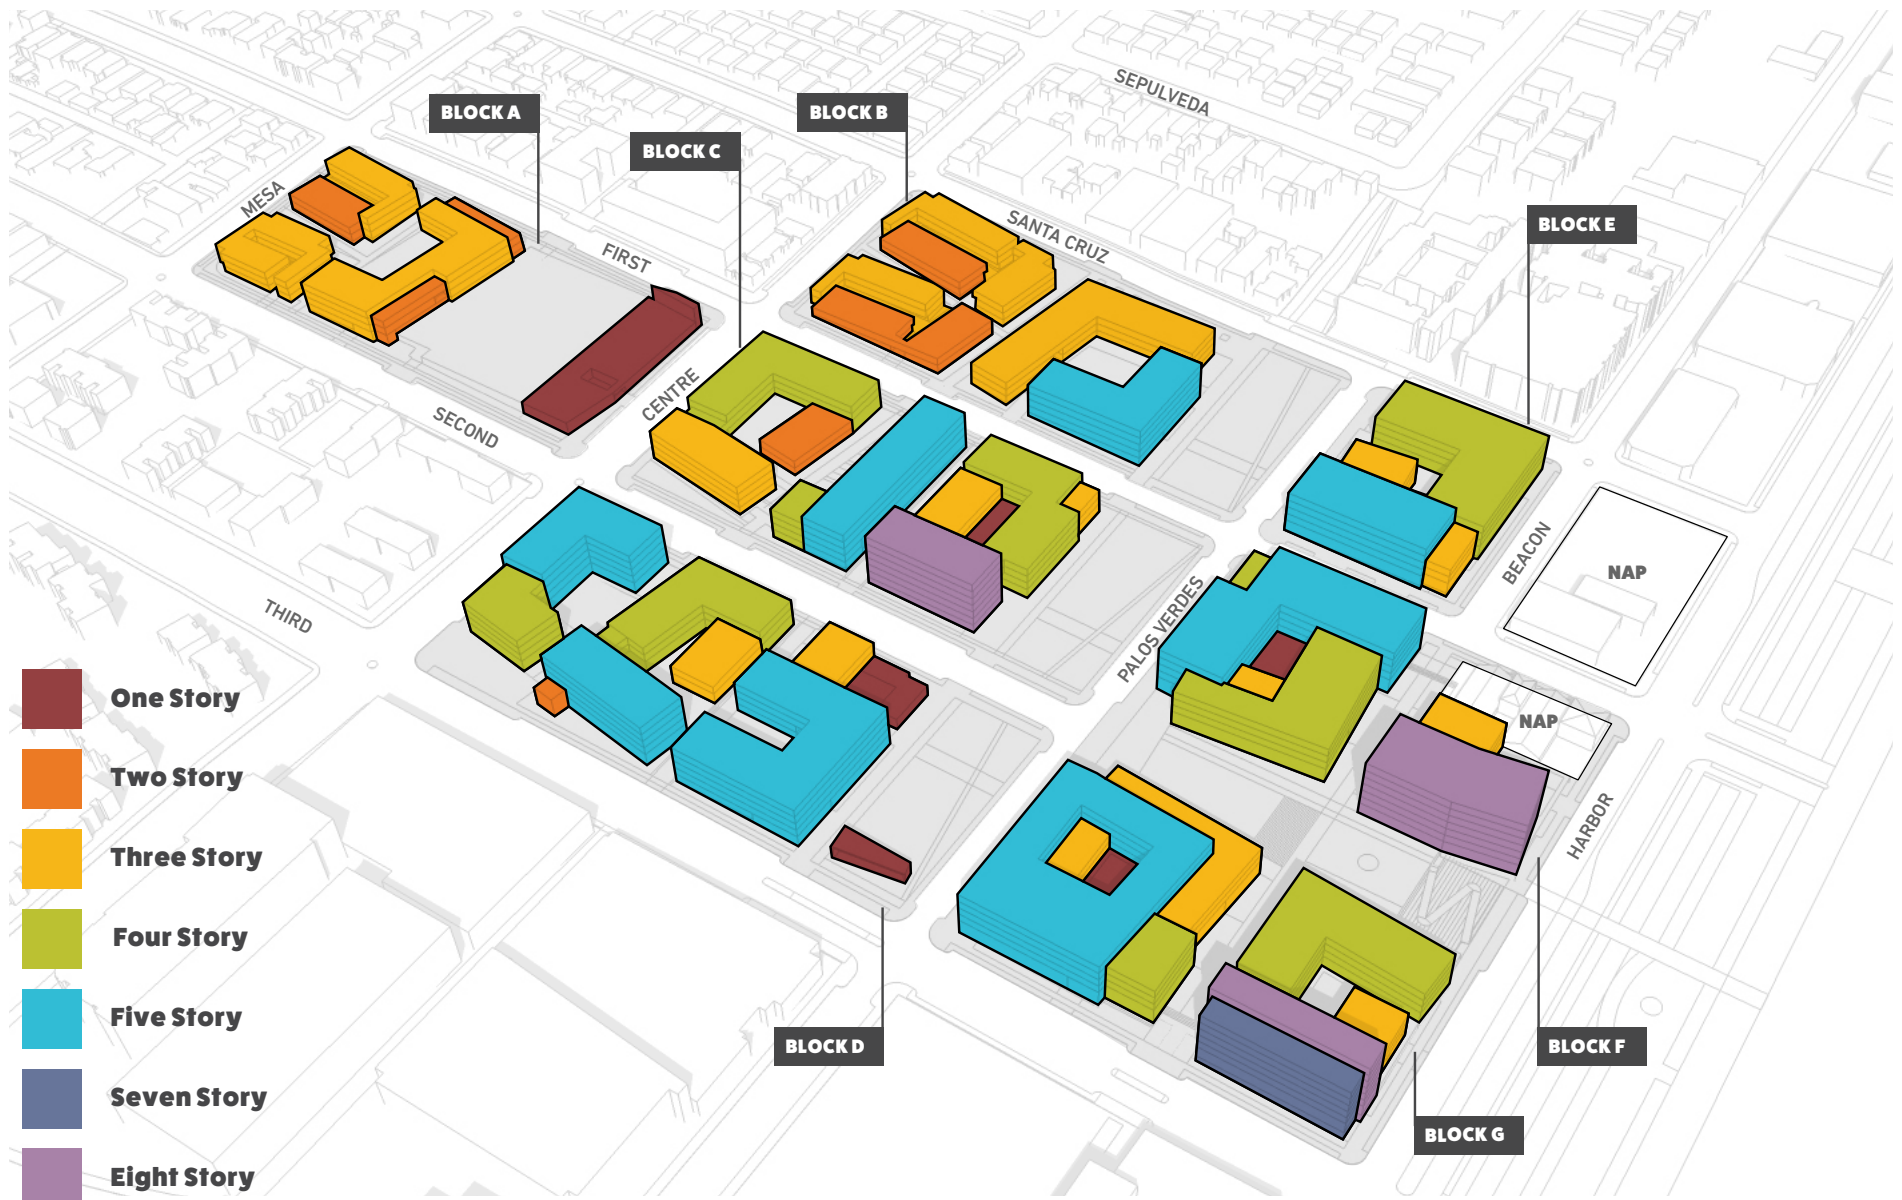 SEPULVEDA
BLOCK A
BLOCK B
BLOCK C
MESA
SANTA CRUZ
BLOCK E
FIRST
CENTRE
SECOND
BEACON
NAP
THIRD
PALOS VERDES
NAP
HARBOR
One Story
Two Story
Three Story
Four Story
Five Story
Seven Story
Eight Story
BLOCK D
BLOCK F
BLOCK G